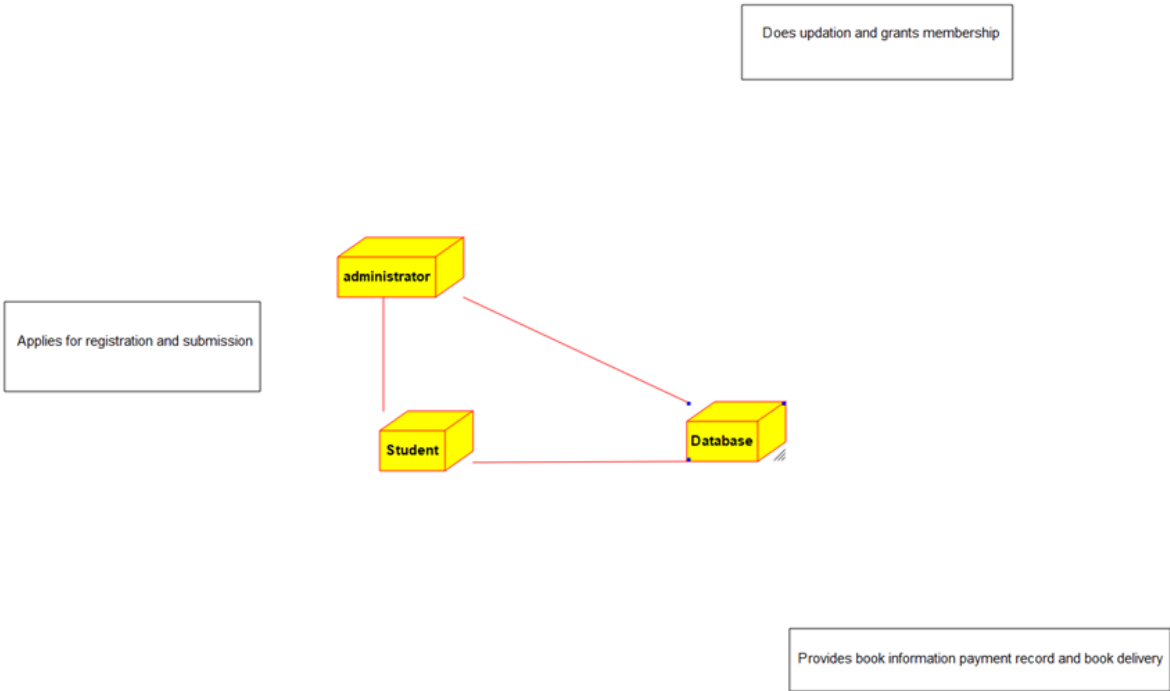 Does updation and grants membership
administrator
Applies for registration and submission
Student
Database
Provides book information payment record and book delivery